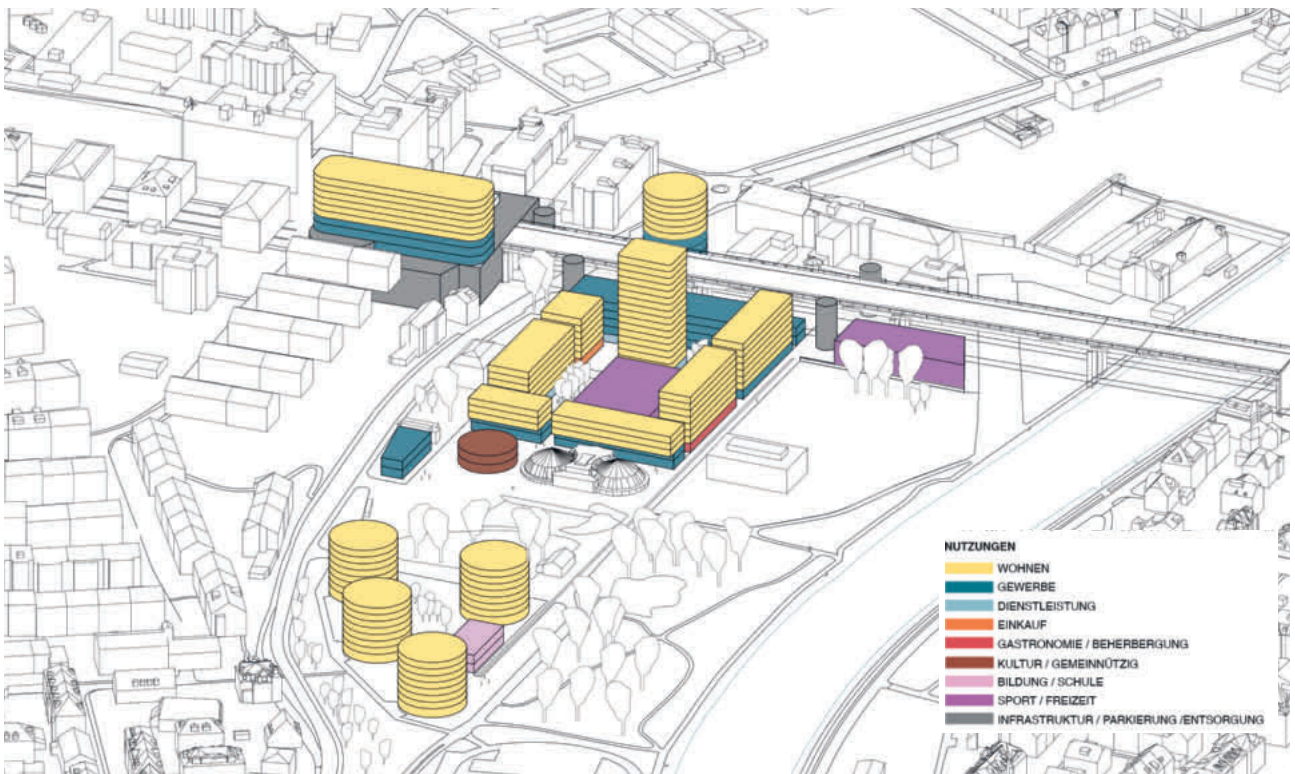 NUTZUNGEN
WOHNEN
GEWERBE
DIENSTLEISTUNG
EINKAUF
GASTRONOMIE / BEHERBERGUNG
KULTUR / GEMEINNÜTZIG
BILDUNG / SCHULE
SPORT / FREIZEIT
INFRASTRUKTUR / PARKIERUNG /ENTSORGUNG